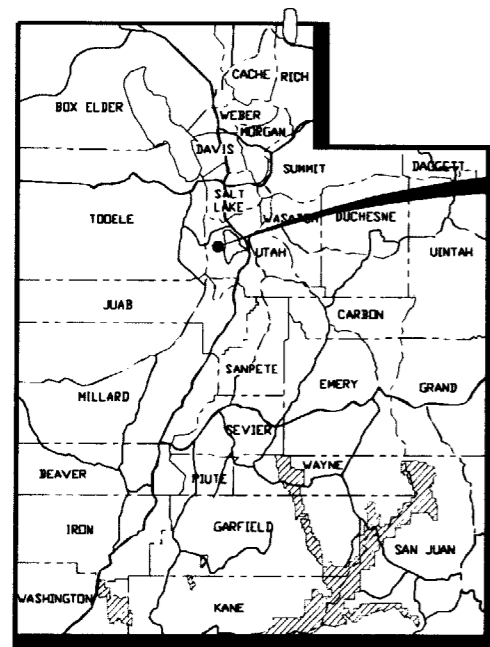 CACHE
RICH
BOX ELDER
WEBER
MORGAN
DAVIS
SUMMIT
DAGGETT
SALT
LAKE
TOOELE
WASATCH
DUCHESNE
UTAH
UINTAH
JUAB
CARBON
SANPETE
MILLARD
EMERY
GRAND
SEVIER
BEAVER
PIUTE
WAYNE
IRON
GARFIELD
SAN JUAN
WASHINGTON
KANE